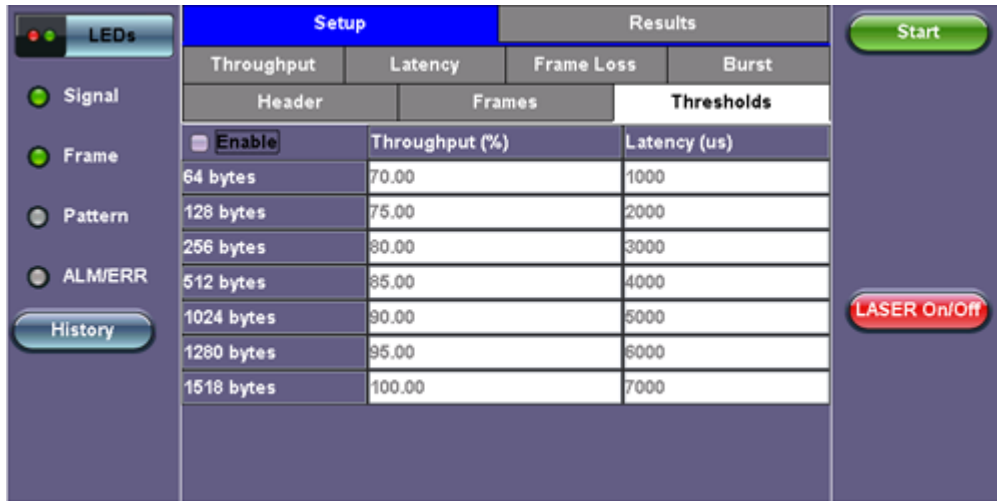 LEDs
Signal
Frame
Pattern
ALM/ERR
History
Setup Results
Throughput Latency Frame Loss Burst
Header Frames Thresholds
Enable Throughput (%) Latency (us)
64 bytes 70.00 1000
128 bytes 75.00 2000
256 bytes 80.00 3000
512 bytes 85.00 4000
1024 bytes 90.00 5000
1280 bytes 95.00 6000
1518 bytes 100.00 7000
Start
LASER On/Off